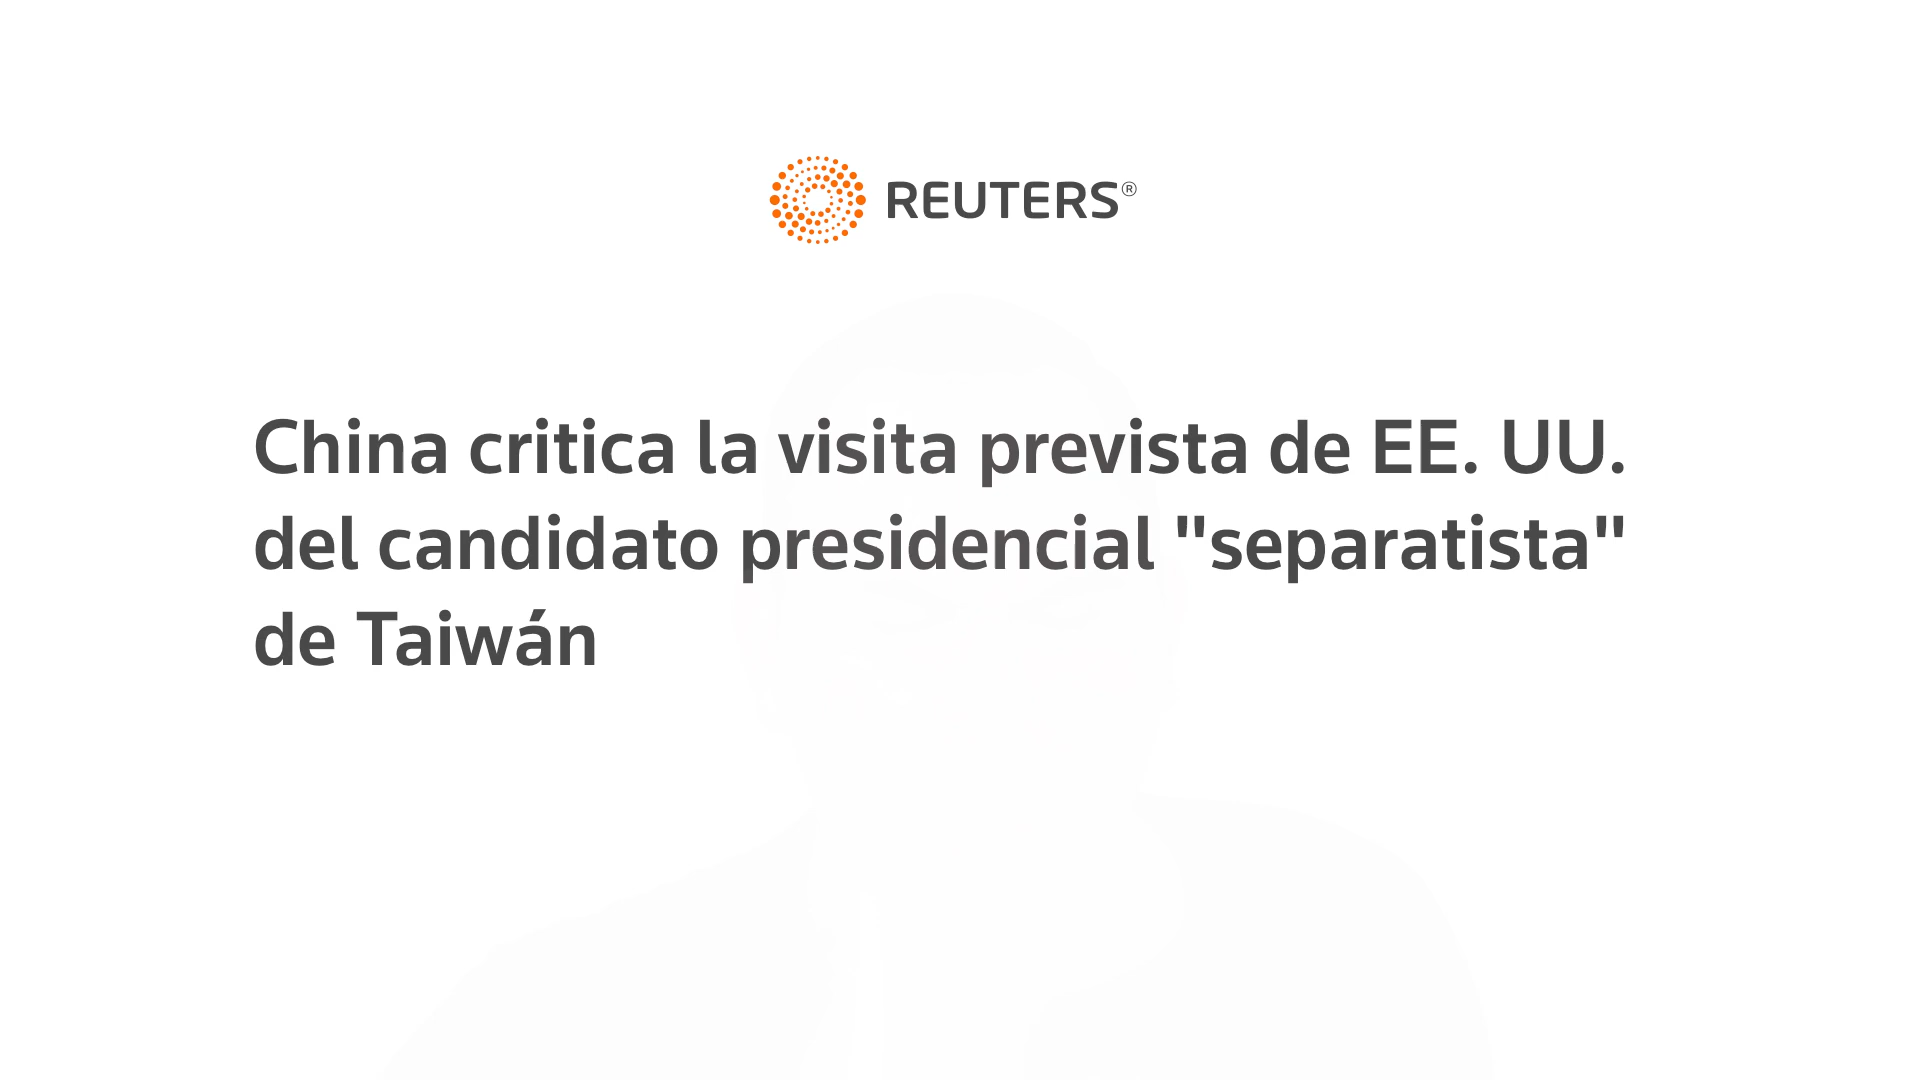 REUTERS®
China critica la visita prevista de EE. UU.
del candidato presidencial "separatista"
de Taiwán